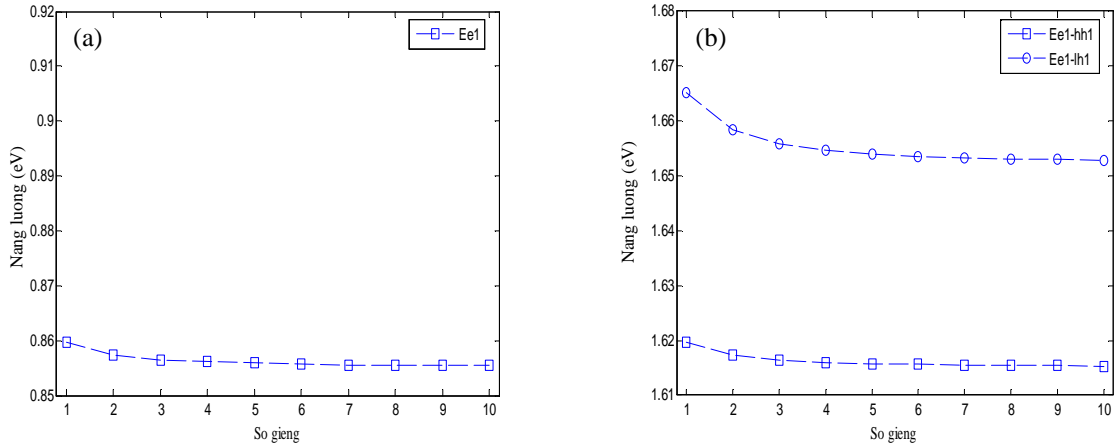 (a)
Ee1
0.92
0.91
0.9
0.89
0.88
0.87
0.86
0.85
Nang luong (eV)
1 2 3 4 5 6 7 8 9 10
So gieng
(b)
Ee1-hh1
Ee1-lh1
1.68
1.67
1.66
1.65
1.64
1.63
1.62
1.61
Nang luong (eV)
1 2 3 4 5 6 7 8 9 10
So gieng